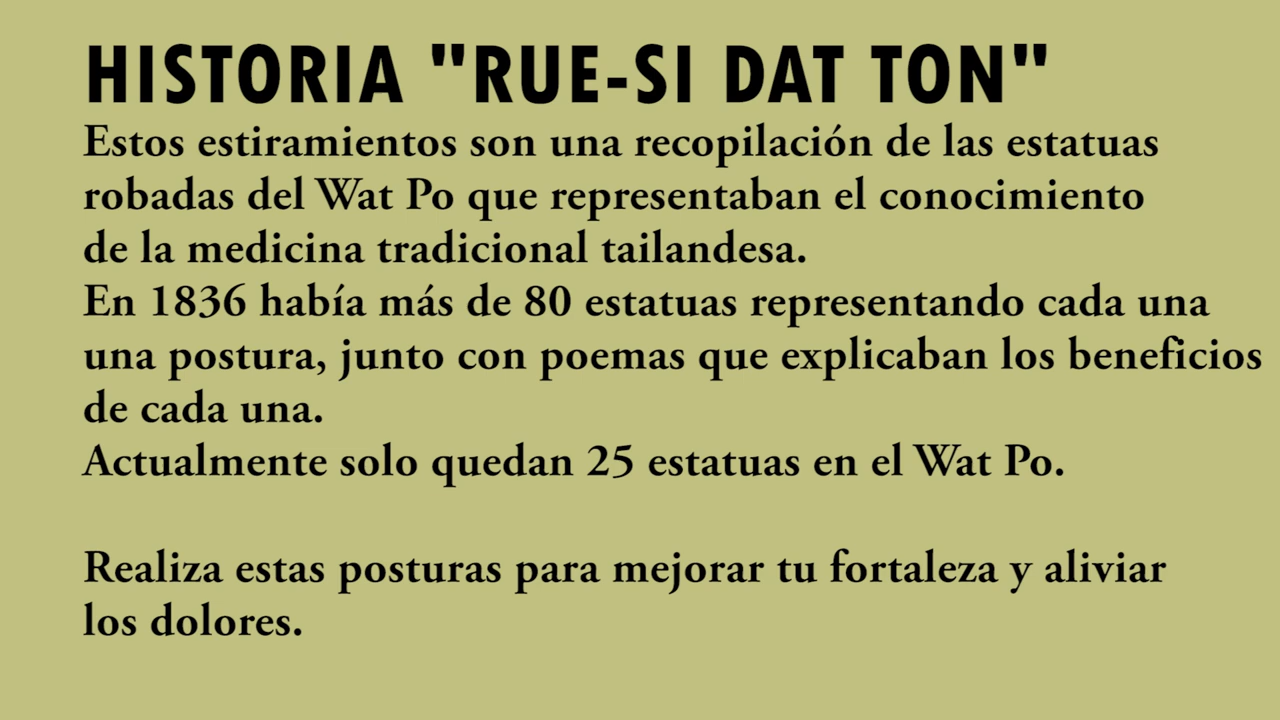 HISTORIA "RUE-SI DAT TON"
Estos estiramientos son una recopilación de las estatuas
robadas del Wat Po que representaban el conocimiento
de la medicina tradicional tailandesa.
En 1836 había más de 80 estatuas representando cada una
una postura, junto con poemas que explicaban los beneficios
de cada una.
Actualmente solo quedan 25 estatuas en el Wat Po.
Realiza estas posturas para mejorar tu fortaleza y aliviar
los dolores.